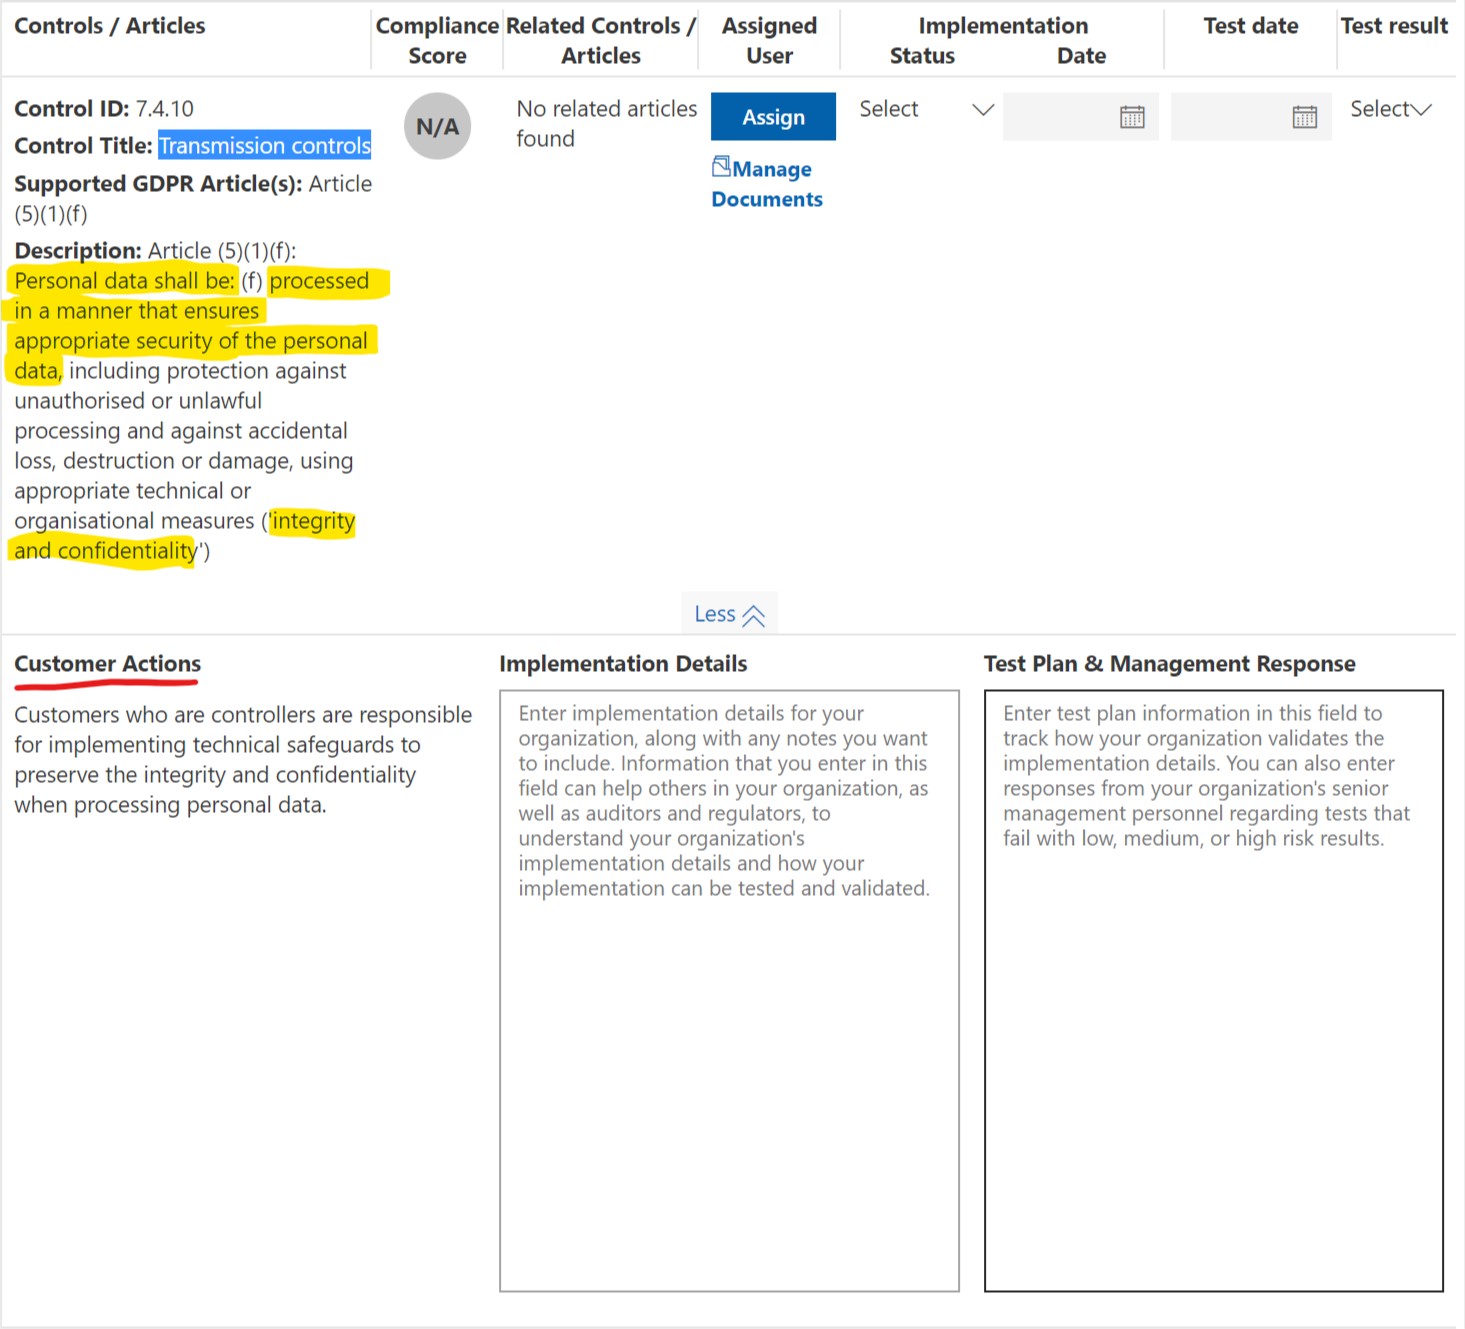 Controls / Articles
Compliance
Score
Related Controls /
Articles
Assigned
User
Implementation
Status
Date
Test date
Test result
Control ID: 7.4.10
Control Title: Transmission controls
Supported GDPR Article(s): Article
(5)(1)(f)
Description: Article (5)(1)(f):
Personal data shall be: (f) processed
in a manner that ensures
appropriate security of the personal
data, including protection against
unauthorised or unlawful
processing and against accidental
loss, destruction or damage, using
appropriate technical or
organisational measures ('integrity
and confidentiality')
N/A
No related articles
found
Assign
Manage
Documents
Select
Select
Less
Customer Actions
Customers who are controllers are responsible
for implementing technical safeguards to
preserve the integrity and confidentiality
when processing personal data.
Implementation Details
Enter implementation details for your
organization, along with any notes you want
to include. Information that you enter in this
field can help others in your organization, as
well as auditors and regulators, to
understand your organization's
implementation details and how your
implementation can be tested and validated.
Test Plan & Management Response
Enter test plan information in this field to
track how your organization validates the
implementation details. You can also enter
responses from your organization's senior
management personnel regarding tests that
fail with low, medium, or high risk results.